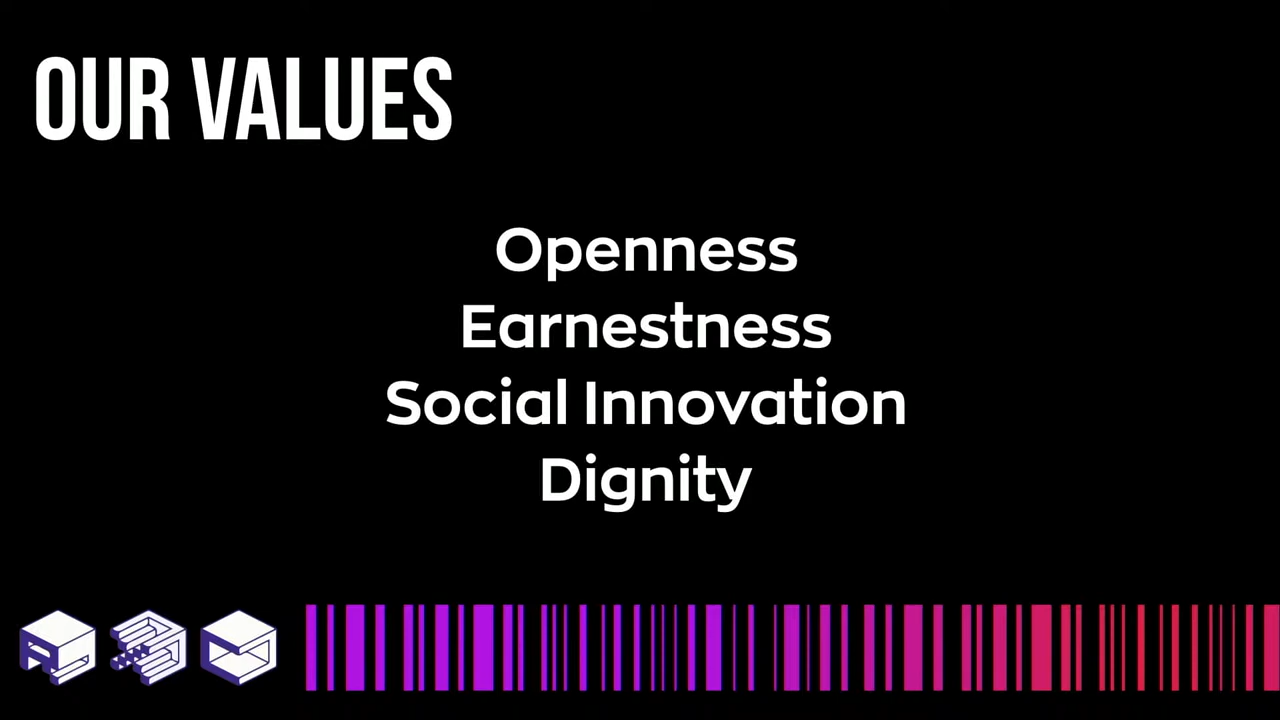 OUR VALUES
Openness
Earnestness
Social Innovation
Dignity